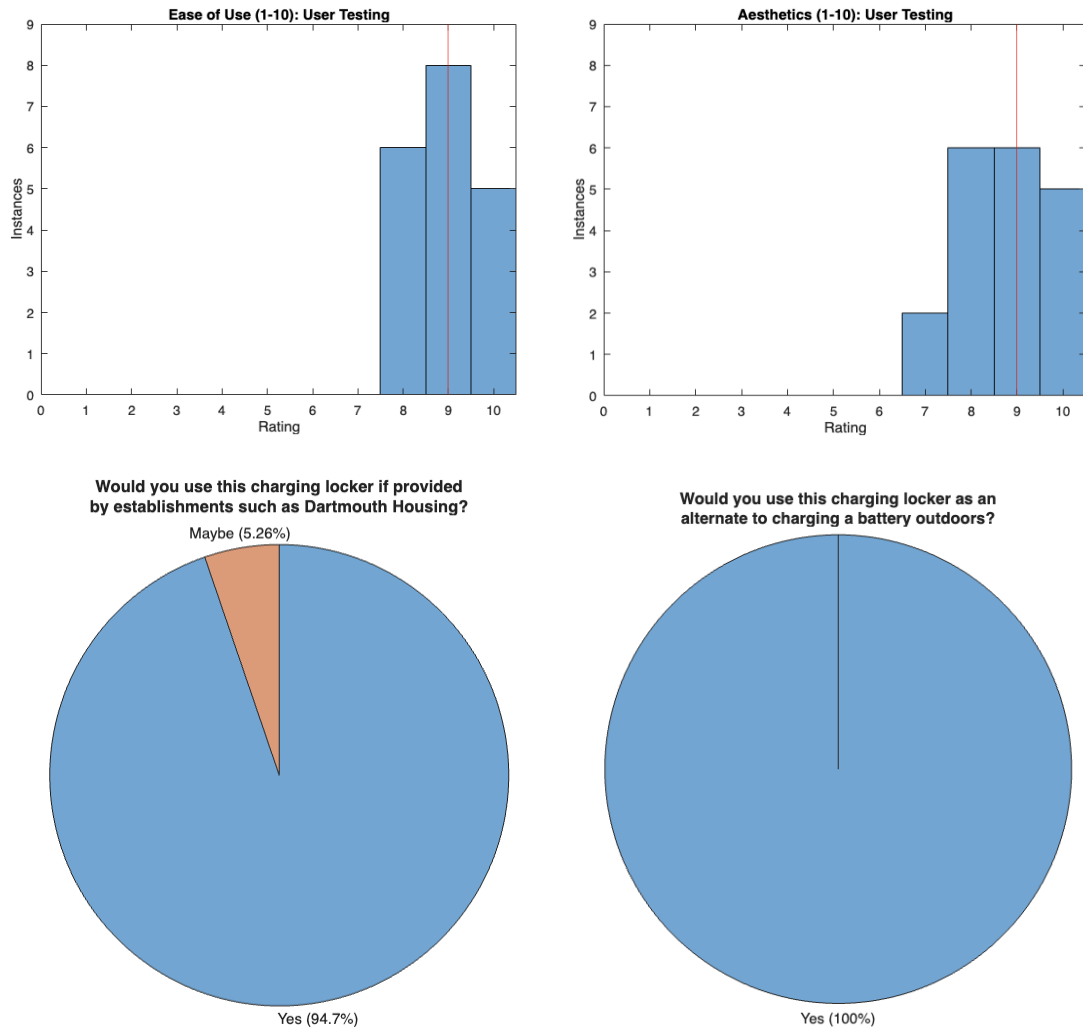 Ease of Use (1-10): User Testing
9
8
7
6
5
4
3
2
1
0
Instances
0 1 2 3 4 5 6 7 8 9 10
Rating
Aesthetics (1-10): User Testing
9
8
7
6
5
4
3
2
1
0
Instances
0 1 2 3 4 5 6 7 8 9 10
Rating
Would you use this charging locker if provided
by establishments such as Dartmouth Housing?
Maybe (5.26%)
Yes (94.7%)
Would you use this charging locker as an
alternate to charging a battery outdoors?
Yes (100%)